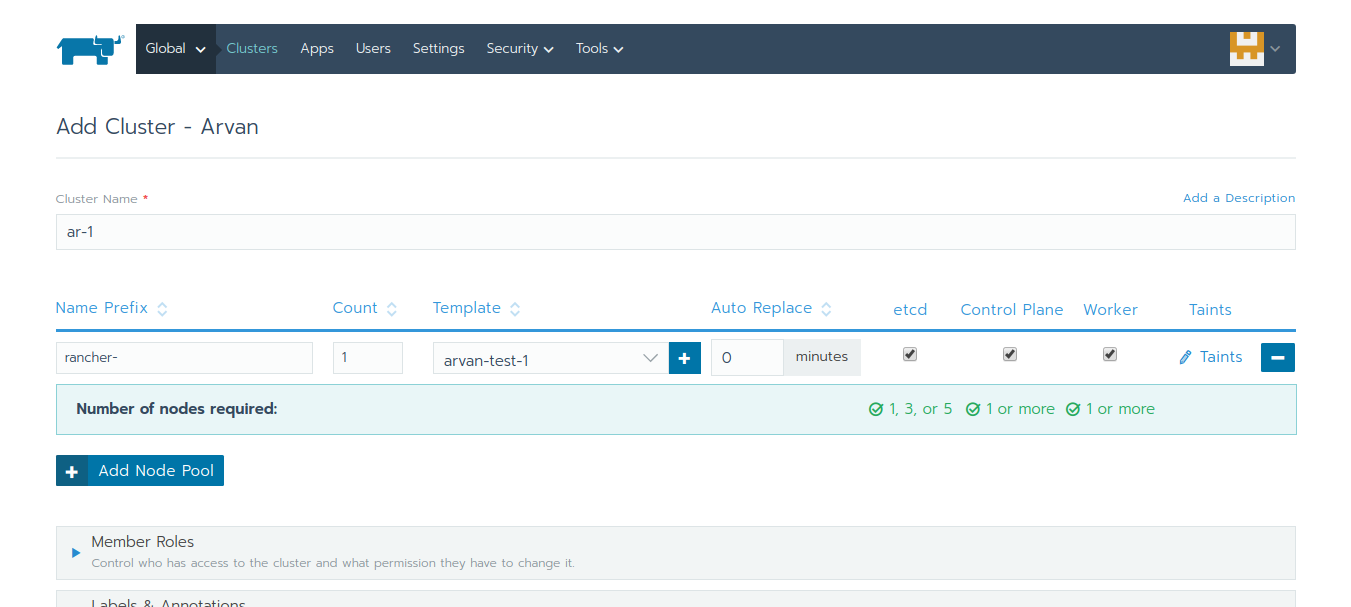 Global Clusters Apps Users Settings Security Tools
Add Cluster - Arvan
Cluster Name * Add a Description
ar-1
Name Prefix Count Template Auto Replace etcd Control Plane Worker Taints
rancher- 1 arvan-test-1 0 minutes Taints
Number of nodes required: 1, 3, or 5 1 or more 1 or more
Add Node Pool
Member Roles
Control who has access to the cluster and what permission they have to change it.
Labels & Annotations